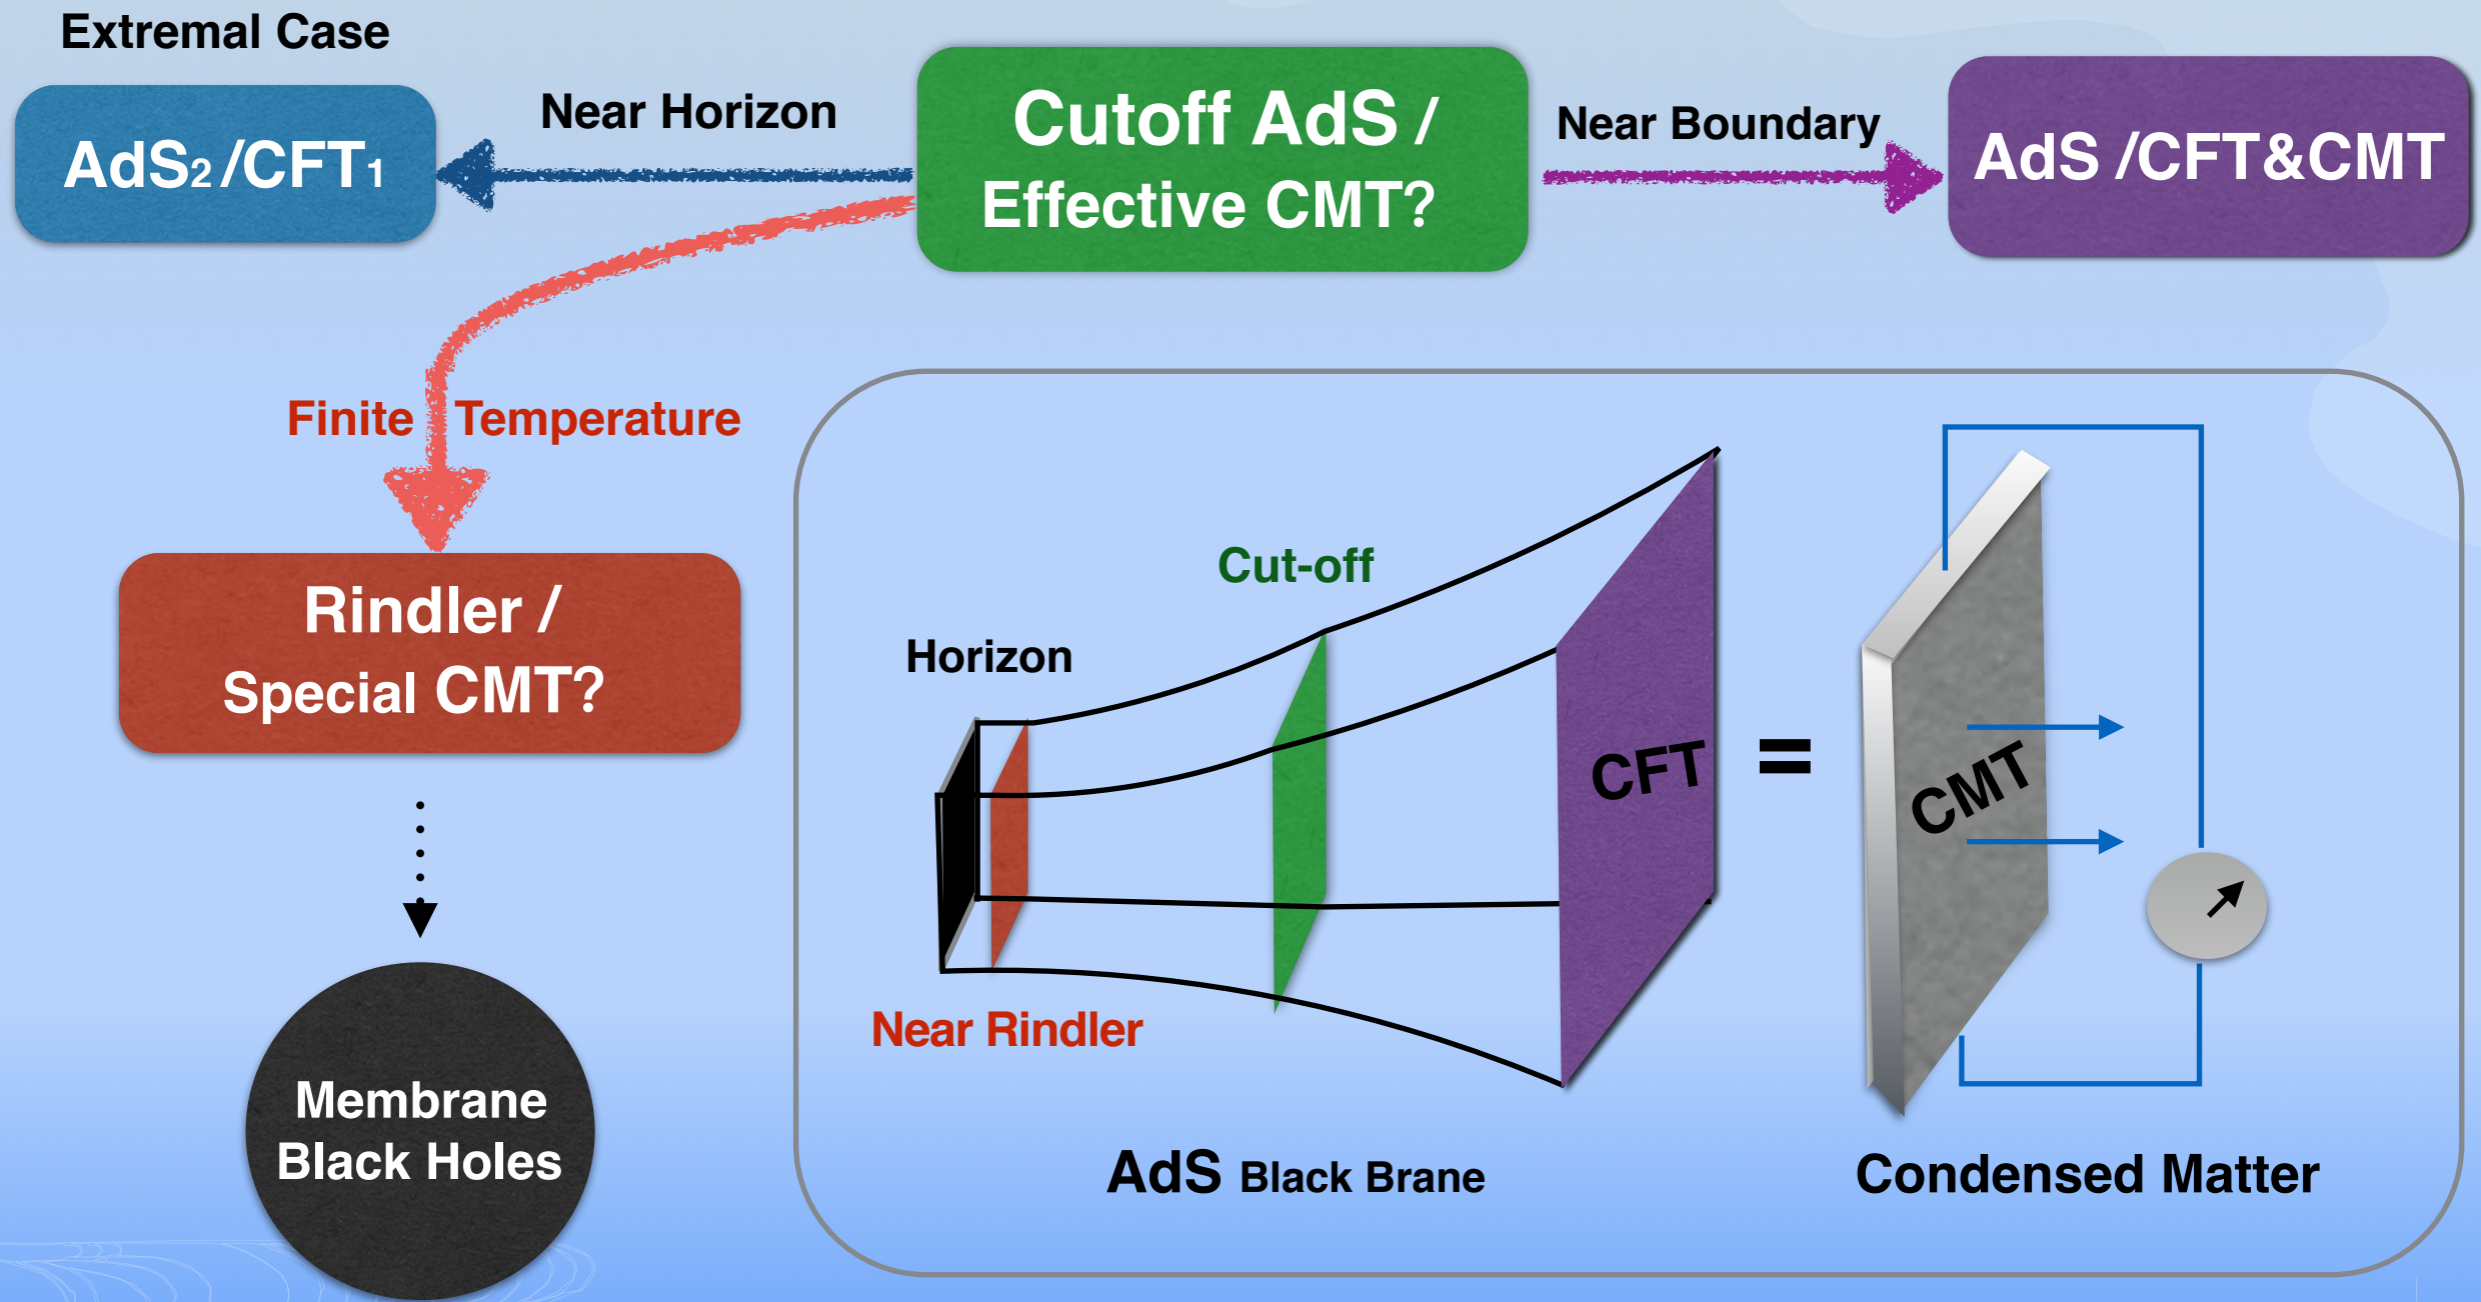 Extremal Case
AdS2 /CFT1
Near Horizon
Cutoff AdS /
Effective CMT?
Near Boundary
AdS /CFT&CMT
Finite Temperature
Rindler /
Special CMT?
Membrane
Black Holes
Cut-off
Horizon
Near Rindler
CFT
=
CMT
AdS Black Brane
Condensed Matter